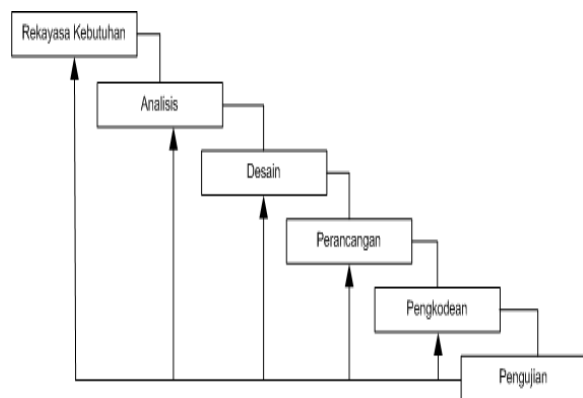 Rekayasa Kebutuhan
Analisis
Desain
Perancangan
Pengkodean
Pengujian